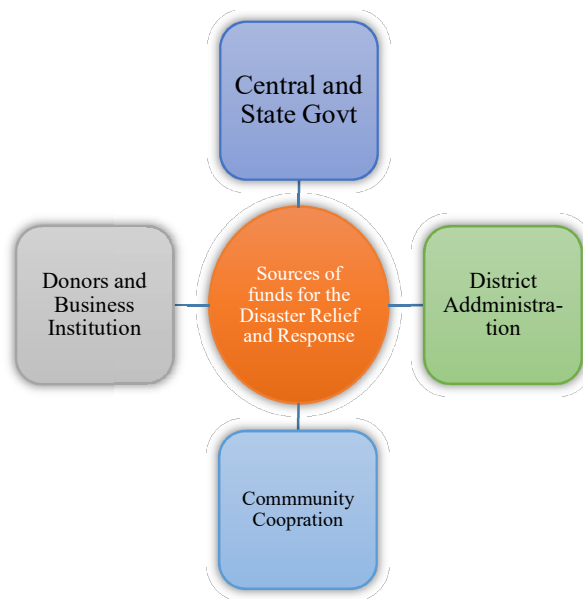 Central and
State Govt
Donors and
Business
Institution
Sources of
funds for the
Disaster Relief
and Response
District
Addministra-
tion
Commmunity
Coopration